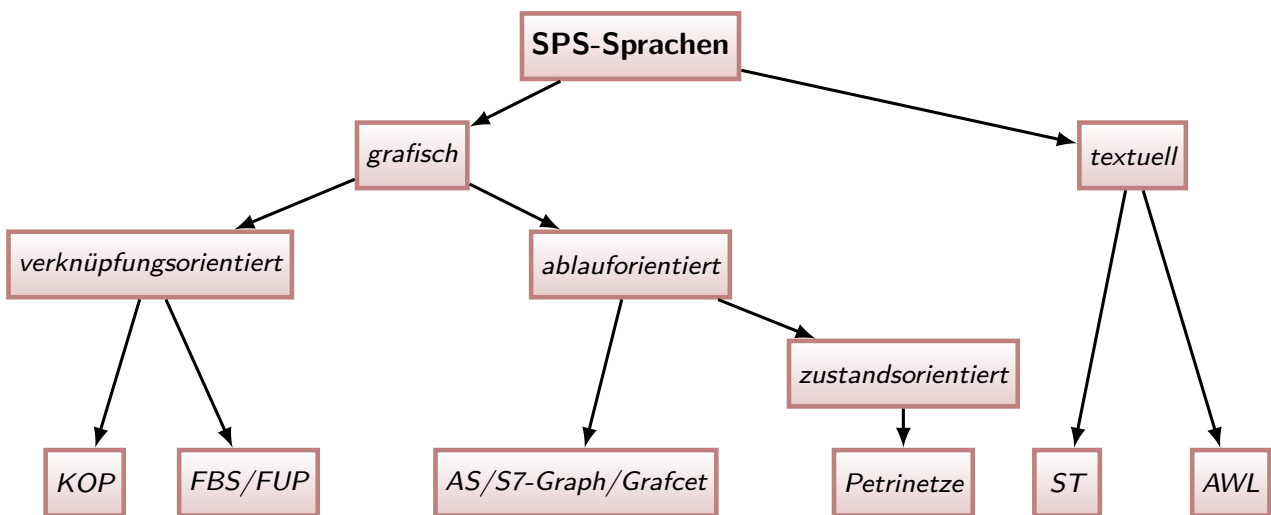 SPS-Sprachen
grafisch
textuell
verknüpfungsorientiert
ablauforientiert
zustandsorientiert
KOP
FBS/FUP
AS/S7-Graph/Grafcet
Petrinetze
ST
AWL